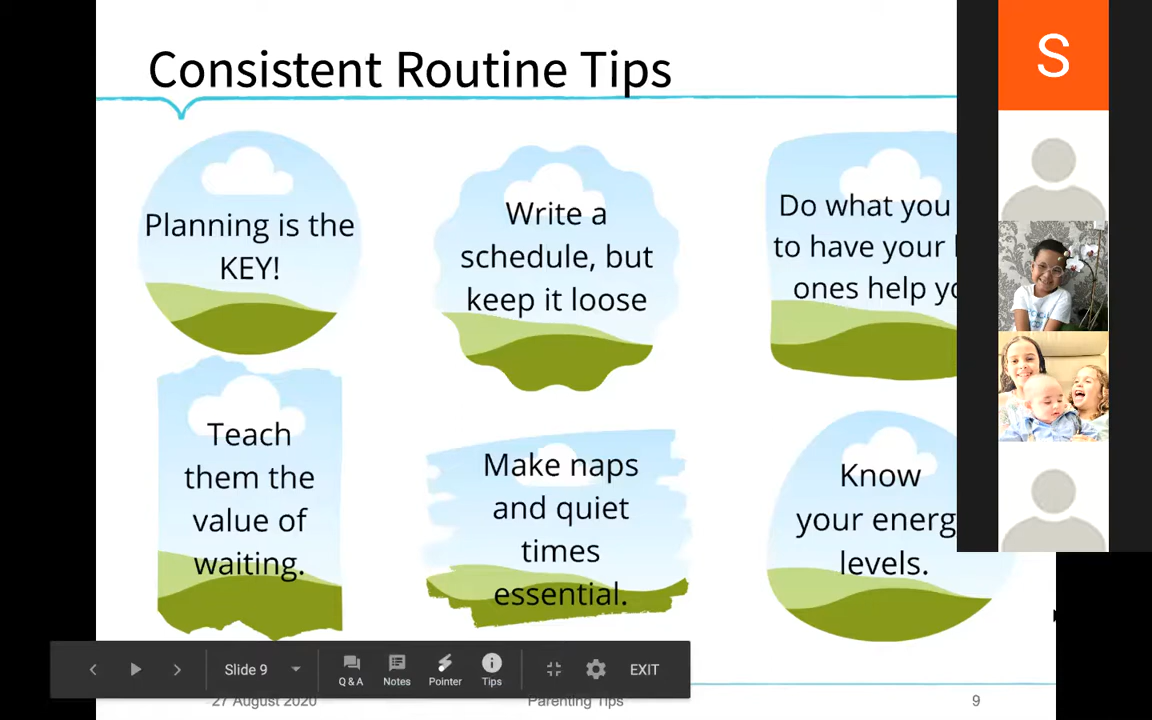 Consistent Routine Tips
S
Planning is the
KEY!
Write a
schedule, but
keep it loose
Do what you
to have your
ones help
Teach
them the
value of
waiting.
Make naps
and quiet
times
essential.
Know
your
levels.
Slide 9
Q&A
Notes
Pointer
Tips
EXIT
27 August 2020
Parenting Tips
9